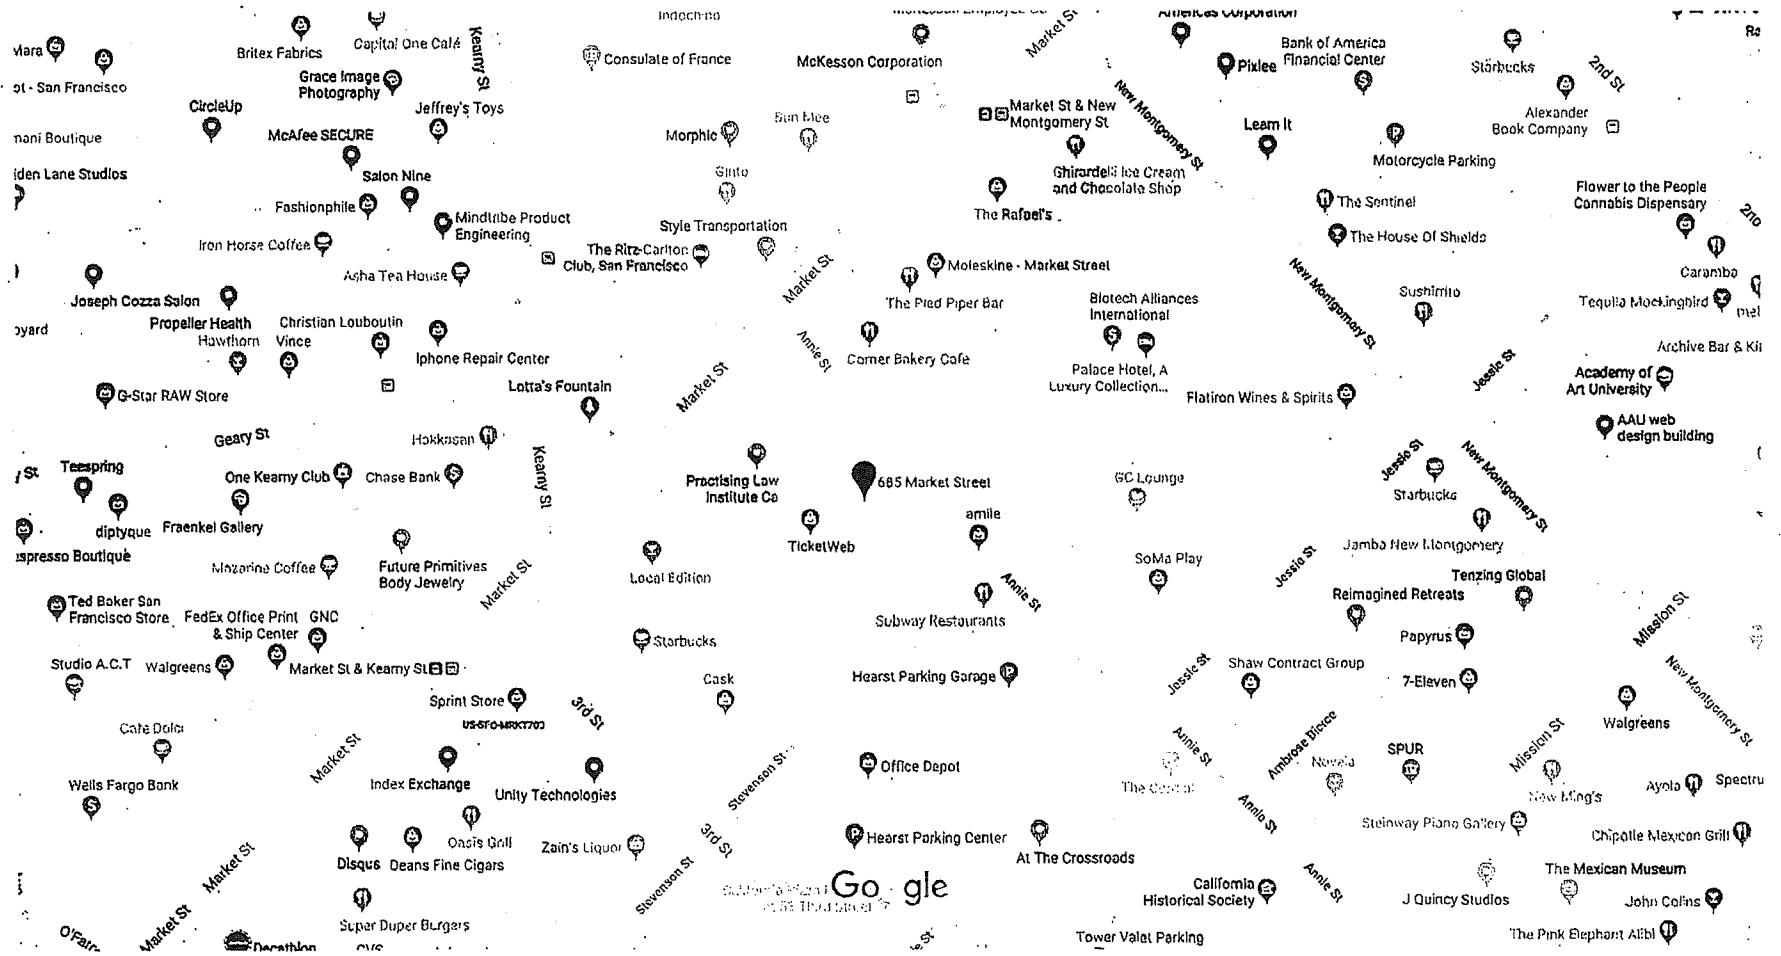 Americas Corporation
Britex Fabrics
Capital One Café
Kearny St
Consulate of France
McKesson Corporation
Market St
Pixlee
Bank of America
Financial Center
Starbucks
2nd St
ot - San Francisco
Grace Image
Photography
CircleUp
Jeffrey's Toys
Market St & New
Montgomery St
New Montgomery St
Learn It
Alexander
Book Company
mani Boutique
McAfee SECURE
Morphic
Bun Mee
Motorcycle Parking
iden Lane Studios
Salon Nine
Ginto
Ghirardelli Ice Cream
and Chocolate Shop
Flower to the People
Cannabis Dispensary
Fashionphile
Mindtribe Product
Engineering
Style Transportation
The Rafael's
The Sentinel
2nd
Iron Horse Coffee
The Ritz-Carlton
Club, San Francisco
Market St
The House Of Shields
Asha Tea House
Moleskine - Market Street
New Montgomery St
Caramba
Joseph Cozza Salon
The Pied Piper Bar
Biotech Alliances
International
Sushirrito
Tequila Mockingbird
Propeller Health
Hawthorn
Christian Louboutin
Vince
Iphone Repair Center
Annie St
Corner Bakery Cafe
Archive Bar & Kit
G-Star RAW Store
Lotta's Fountain
Market St
Palace Hotel, A
Luxury Collection...
Flatiron Wines & Spirits
Jessie St
Academy of
Art University
Geary St
Hakkasan
AAU web
design building
Teespring
One Kearny Club
Chase Bank
Kearny St
Practising Law
Institute Ca
685 Market Street
GC Lounge
Jessie St
Starbucks
New Montgomery St
diptyque
Fraenkel Gallery
amile
TicketWeb
spresso Boutique
Mazarine Coffee
Future Primitives
Body Jewelry
Market St
Local Edition
SoMa Play
Jessie St
Jamba New Montgomery
Tenzing Global
Ted Baker San
Francisco Store
FedEx Office Print
& Ship Center
GNC
Annie St
Subway Restaurants
Reimagined Retreats
Mission St
Papyrus
Studio A.C.T
Walgreens
Market St & Kearny St
Starbucks
Cask
Hearst Parking Garage
Jessie St
Shaw Contract Group
7-Eleven
New Montgomery St
Sprint Store
US-SFO-MRKT703
3rd St
Walgreens
Cafe Dolci
Market St
Index Exchange
Annie St
Ambrose Bierce
SPUR
Mission St
Wells Fargo Bank
Unity Technologies
Stevenson St
Office Depot
Novela
New Ming's
Ayola
Spectru
Oasis Grill
Disqus
Deans Fine Cigars
Zain's Liquor
3rd St
Hearst Parking Center
At The Crossroads
Annie St
Steinway Piano Gallery
Chipotle Mexican Grill
Market St
Stevenson St
Google
California
Historical Society
Annie St
J Quincy Studios
The Mexican Museum
John Colins
Super Duper Burgers
Market St
Decathlon
CVS
Tower Valet Parking
The Pink Elephant Alibi